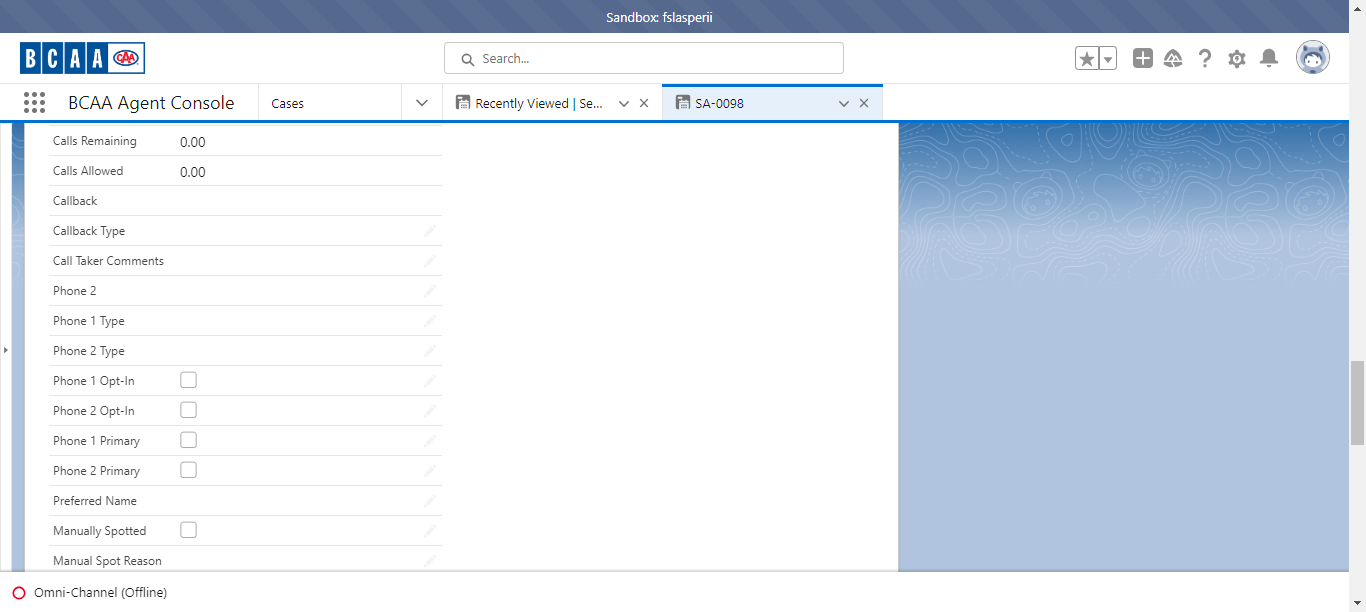 Sandbox: fslasperii
BCAA CAA
Search...
BCAA Agent Console
Cases
Recently Viewed | Se...
SA-0098
Calls Remaining 0.00
Calls Allowed 0.00
Callback
Callback Type
Call Taker Comments
Phone 2
Phone 1 Type
Phone 2 Type
Phone 1 Opt-In
Phone 2 Opt-In
Phone 1 Primary
Phone 2 Primary
Preferred Name
Manually Spotted
Manual Spot Reason
Omni-Channel (Offline)